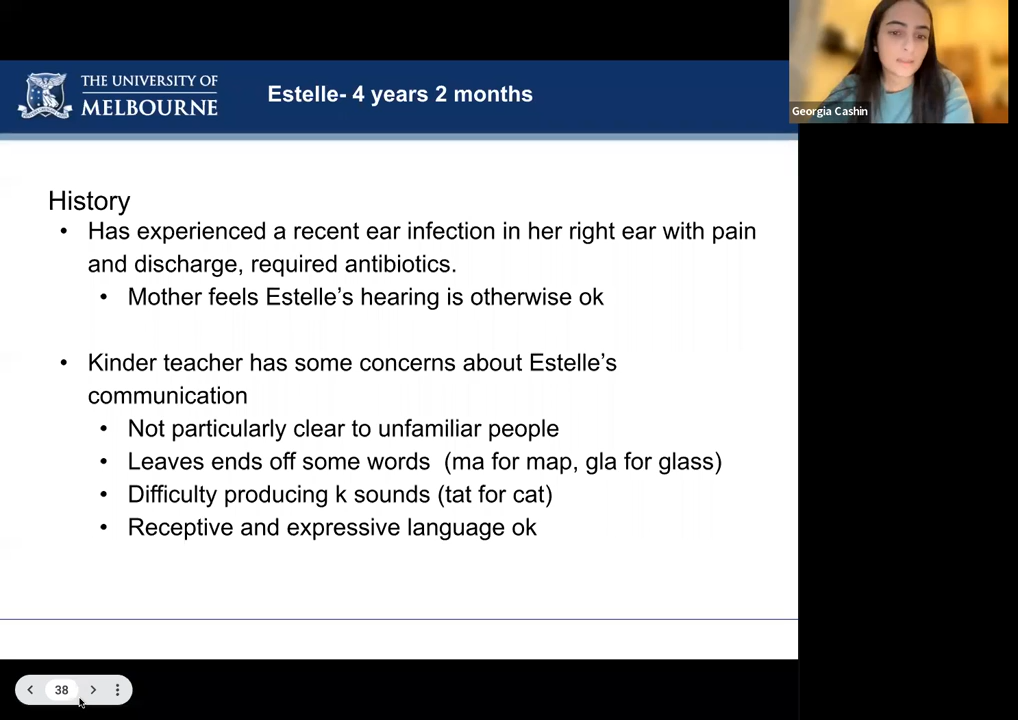 THE UNIVERSITY OF
MELBOURNE
Estelle- 4 years 2 months
Georgia Cashin
History
• Has experienced a recent ear infection in her right ear with pain
and discharge, required antibiotics.
• Mother feels Estelle’s hearing is otherwise ok
• Kinder teacher has some concerns about Estelle’s
communication
• Not particularly clear to unfamiliar people
• Leaves ends off some words  (ma for map, gla for glass)
• Difficulty producing k sounds (tat for cat)
• Receptive and expressive language ok
38